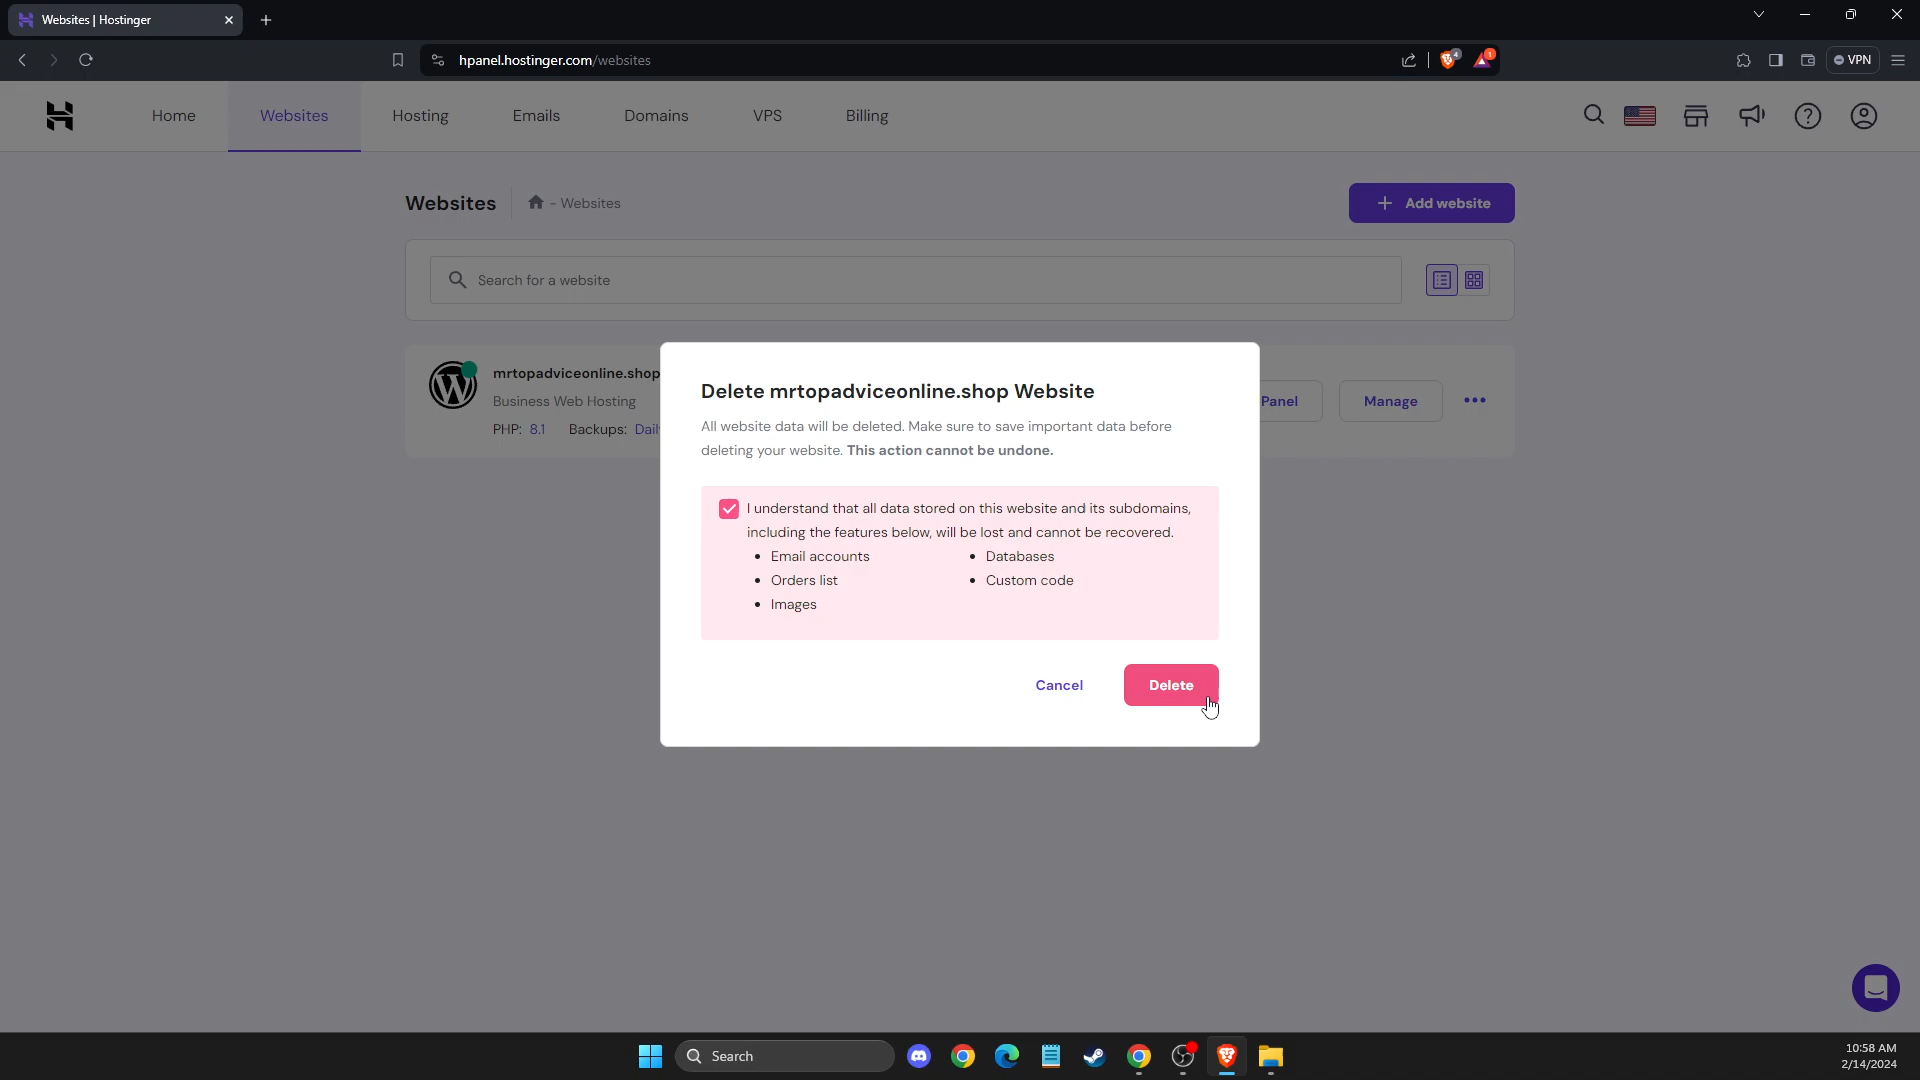 Websites | Hostinger
hpanel.hostinger.com/websites
4
1
VPN
Home Websites Hosting Emails Domains VPS Billing
Websites - Websites
Add website
Search for a website
mrtopadviceonline.shop
Business Web Hosting
PHP: 8.1 Backups:
Panel Manage
Delete mrtopadviceonline.shop Website
All website data will be deleted. Make sure to save important data before
deleting your website. This action cannot be undone.
I understand that all data stored on this website and its subdomains,
including the features below, will be lost and cannot be recovered.
• Email accounts • Databases
• Orders list • Custom code
• Images
Cancel Delete
Search
10:58 AM
2/14/2024